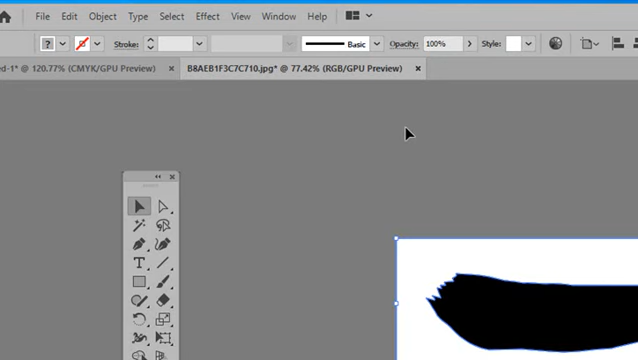 File Edit Object Type Select Effect View Window Help
? Stroke: Basic Opacity: 100% Style:
ed-1* @ 120.77% (CMYK/GPU Preview) × B8AEB1F3C7C710.jpg* @ 77.42% (RGB/GPU Preview) ×
T